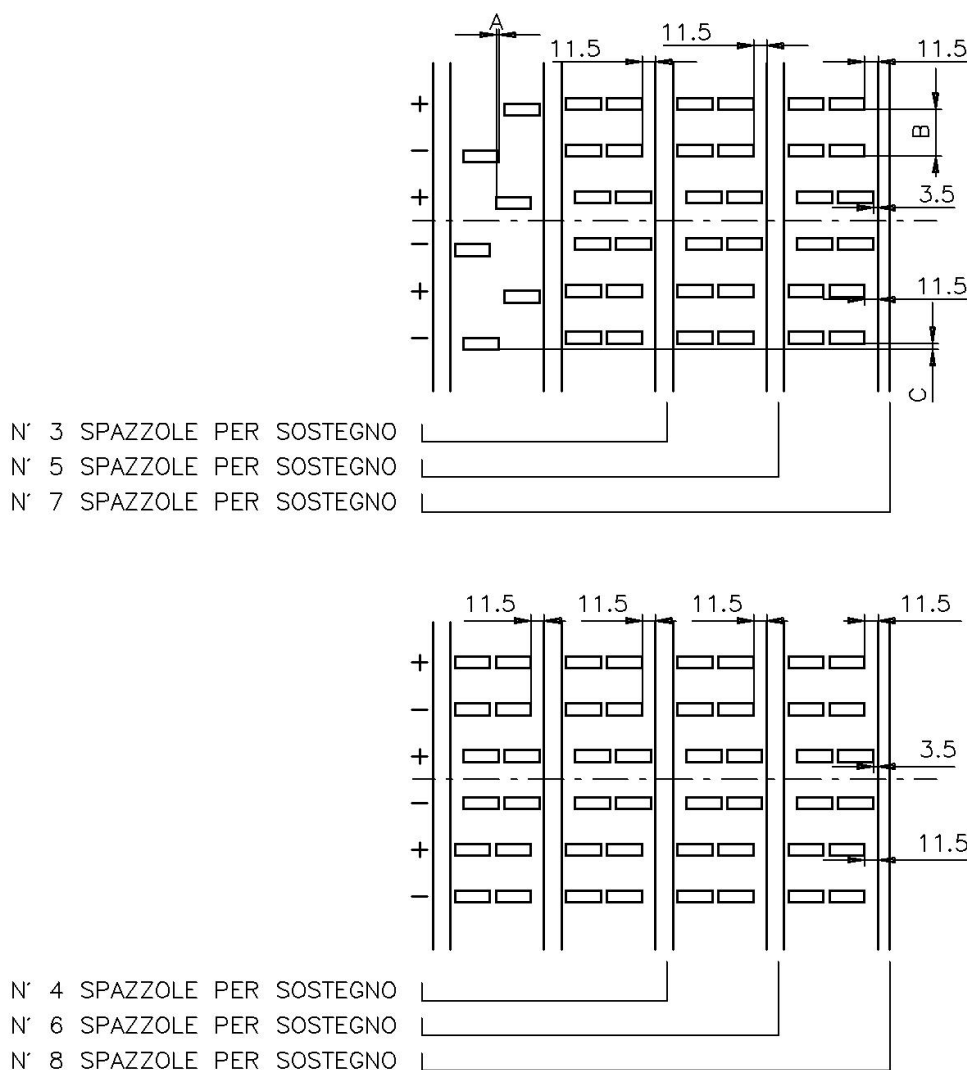 A
11.5 11.5 11.5
+
B
−
+
3.5
−
+
11.5
−
C
N' 3 SPAZZOLE PER SOSTEGNO
N' 5 SPAZZOLE PER SOSTEGNO
N' 7 SPAZZOLE PER SOSTEGNO
11.5 11.5 11.5 11.5
+
−
+
3.5
−
+
11.5
−
N' 4 SPAZZOLE PER SOSTEGNO
N' 6 SPAZZOLE PER SOSTEGNO
N' 8 SPAZZOLE PER SOSTEGNO